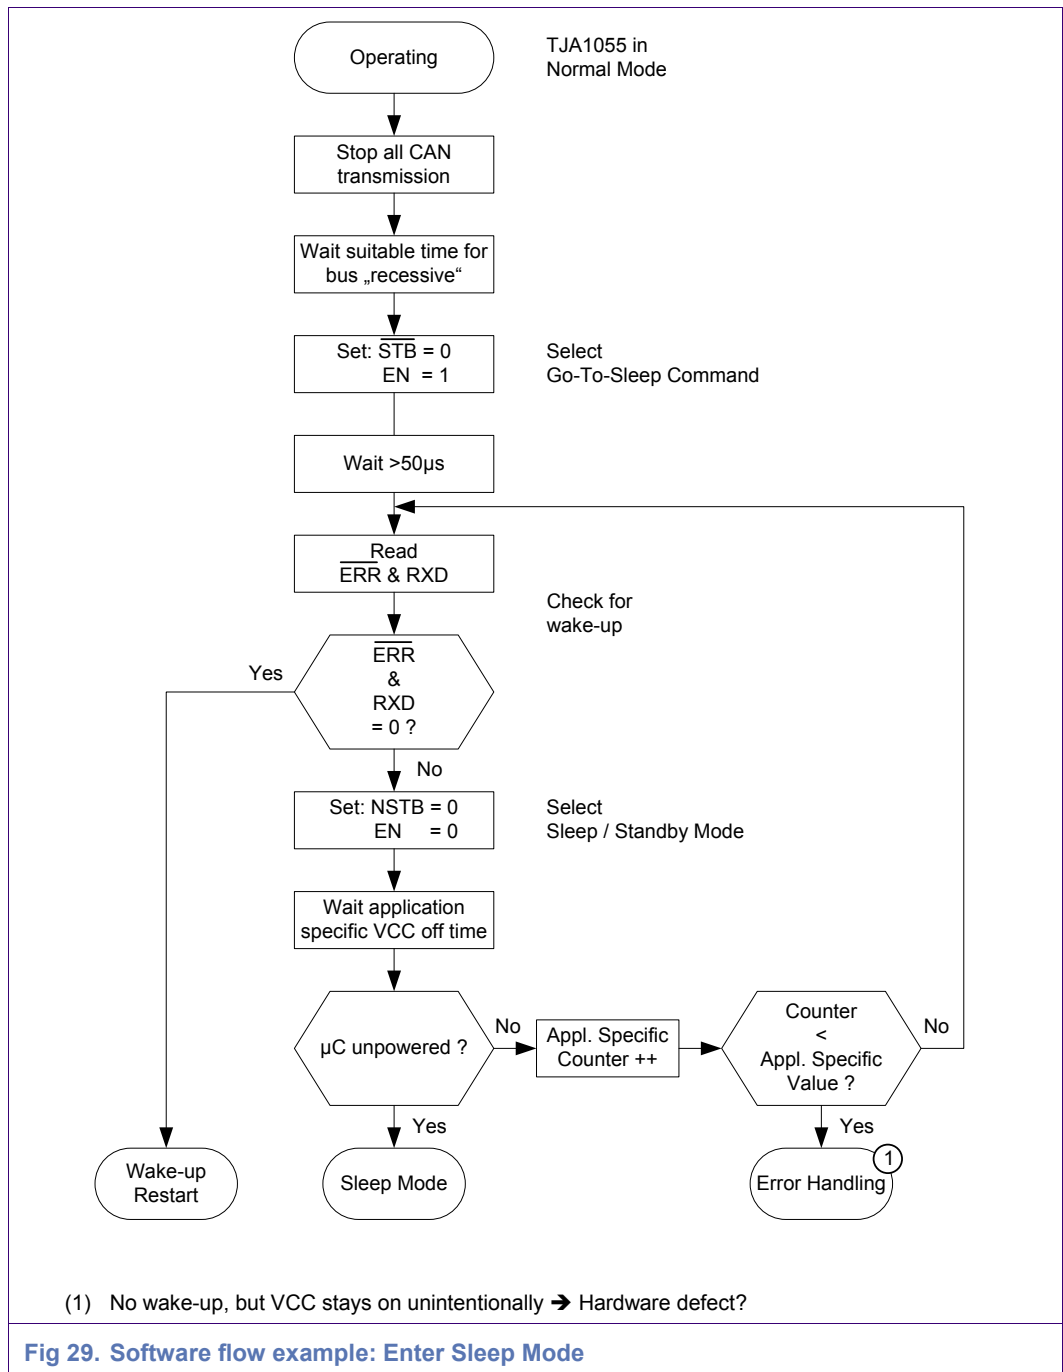 Operating
TJA1055 in
Normal Mode
Stop all CAN
transmission
Wait suitable time for
bus „recessive“
Set: S̅T̅B̅ = 0
EN = 1
Select
Go-To-Sleep Command
Wait >50µs
Read
E̅R̅R̅ & RXD
Check for
wake-up
E̅R̅R̅
&
RXD
= 0 ?
Yes
No
Set: NSTB = 0
EN = 0
Select
Sleep / Standby Mode
Wait application
specific VCC off time
µC unpowered ?
No
Appl. Specific
Counter ++
Counter
<
Appl. Specific
Value ?
No
Yes
Yes
Wake-up
Restart
Sleep Mode
Error Handling
1
(1) No wake-up, but VCC stays on unintentionally ➔ Hardware defect?
Fig 29. Software flow example: Enter Sleep Mode